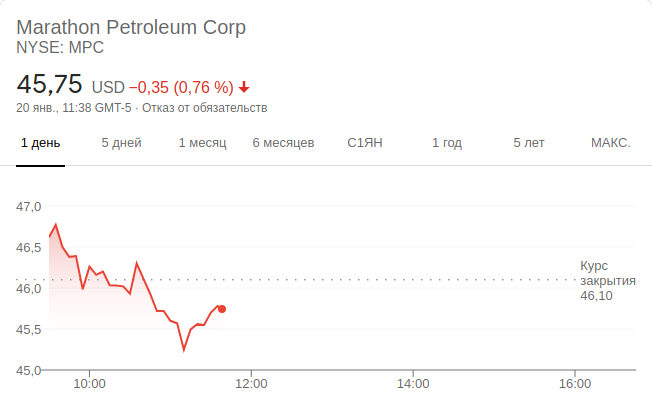 Marathon Petroleum Corp
NYSE: MPC
45,75 USD −0,35 (0,76 %)
20 янв., 11:38 GMT-5 · Отказ от обязательств
1 день 5 дней 1 месяц 6 месяцев С1ЯН 1 год 5 лет МАКС.
47,0
46,5
Курс
закрытия
46,10
46,0
45,5
45,0
10:00 12:00 14:00 16:00